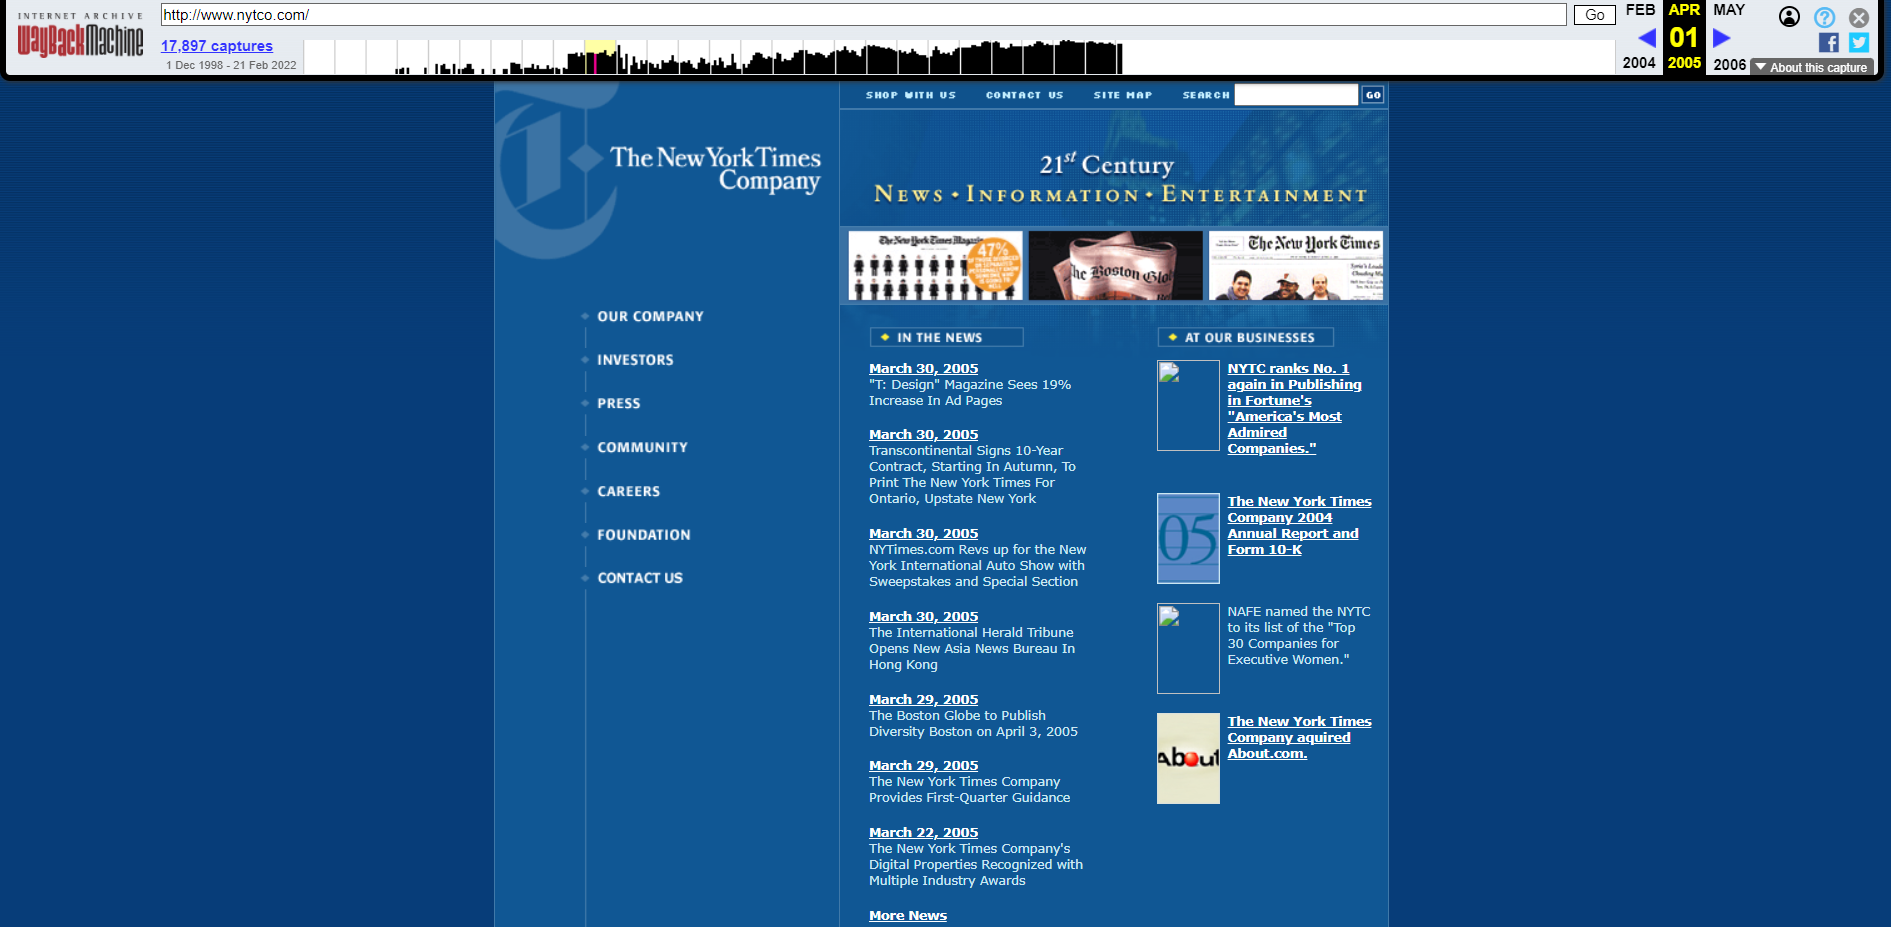 INTERNET ARCHIVE
WayBackMachine
http://www.nytco.com/
Go
FEB
APR
MAY
17,897 captures
01
1 Dec 1998 - 21 Feb 2022
2004
2005
2006
About this capture
SHOP WITH US
CONTACT US
SITE MAP
SEARCH
GO
The New York Times
Company
21st Century
NEWS • INFORMATION • ENTERTAINMENT
The New York Times Magazine
47%
The Boston Glob
The New York Times
OUR COMPANY
INVESTORS
PRESS
COMMUNITY
CAREERS
FOUNDATION
CONTACT US
IN THE NEWS
March 30, 2005
"T: Design" Magazine Sees 19%
Increase In Ad Pages
March 30, 2005
Transcontinental Signs 10-Year
Contract, Starting In Autumn, To
Print The New York Times For
Ontario, Upstate New York
March 30, 2005
NYTimes.com Revs up for the New
York International Auto Show with
Sweepstakes and Special Section
March 30, 2005
The International Herald Tribune
Opens New Asia News Bureau In
Hong Kong
March 29, 2005
The Boston Globe to Publish
Diversity Boston on April 3, 2005
March 29, 2005
The New York Times Company
Provides First-Quarter Guidance
March 22, 2005
The New York Times Company's
Digital Properties Recognized with
Multiple Industry Awards
More News
AT OUR BUSINESSES
NYTC ranks No. 1
again in Publishing
in Fortune's
"America's Most
Admired
Companies."
05
The New York Times
Company 2004
Annual Report and
Form 10-K
NAFE named the NYTC
to its list of the "Top
30 Companies for
Executive Women."
About
The New York Times
Company aquired
About.com.